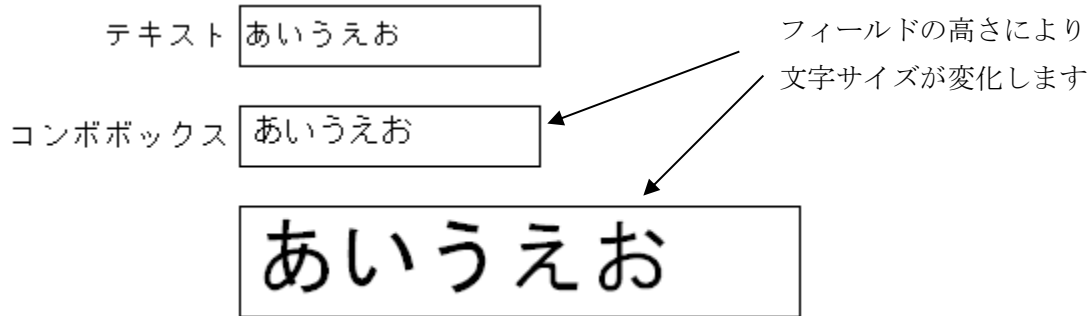 テキスト あいうえお
フィールドの高さにより
文字サイズが変化します
コンボボックス あいうえお
あいうえお